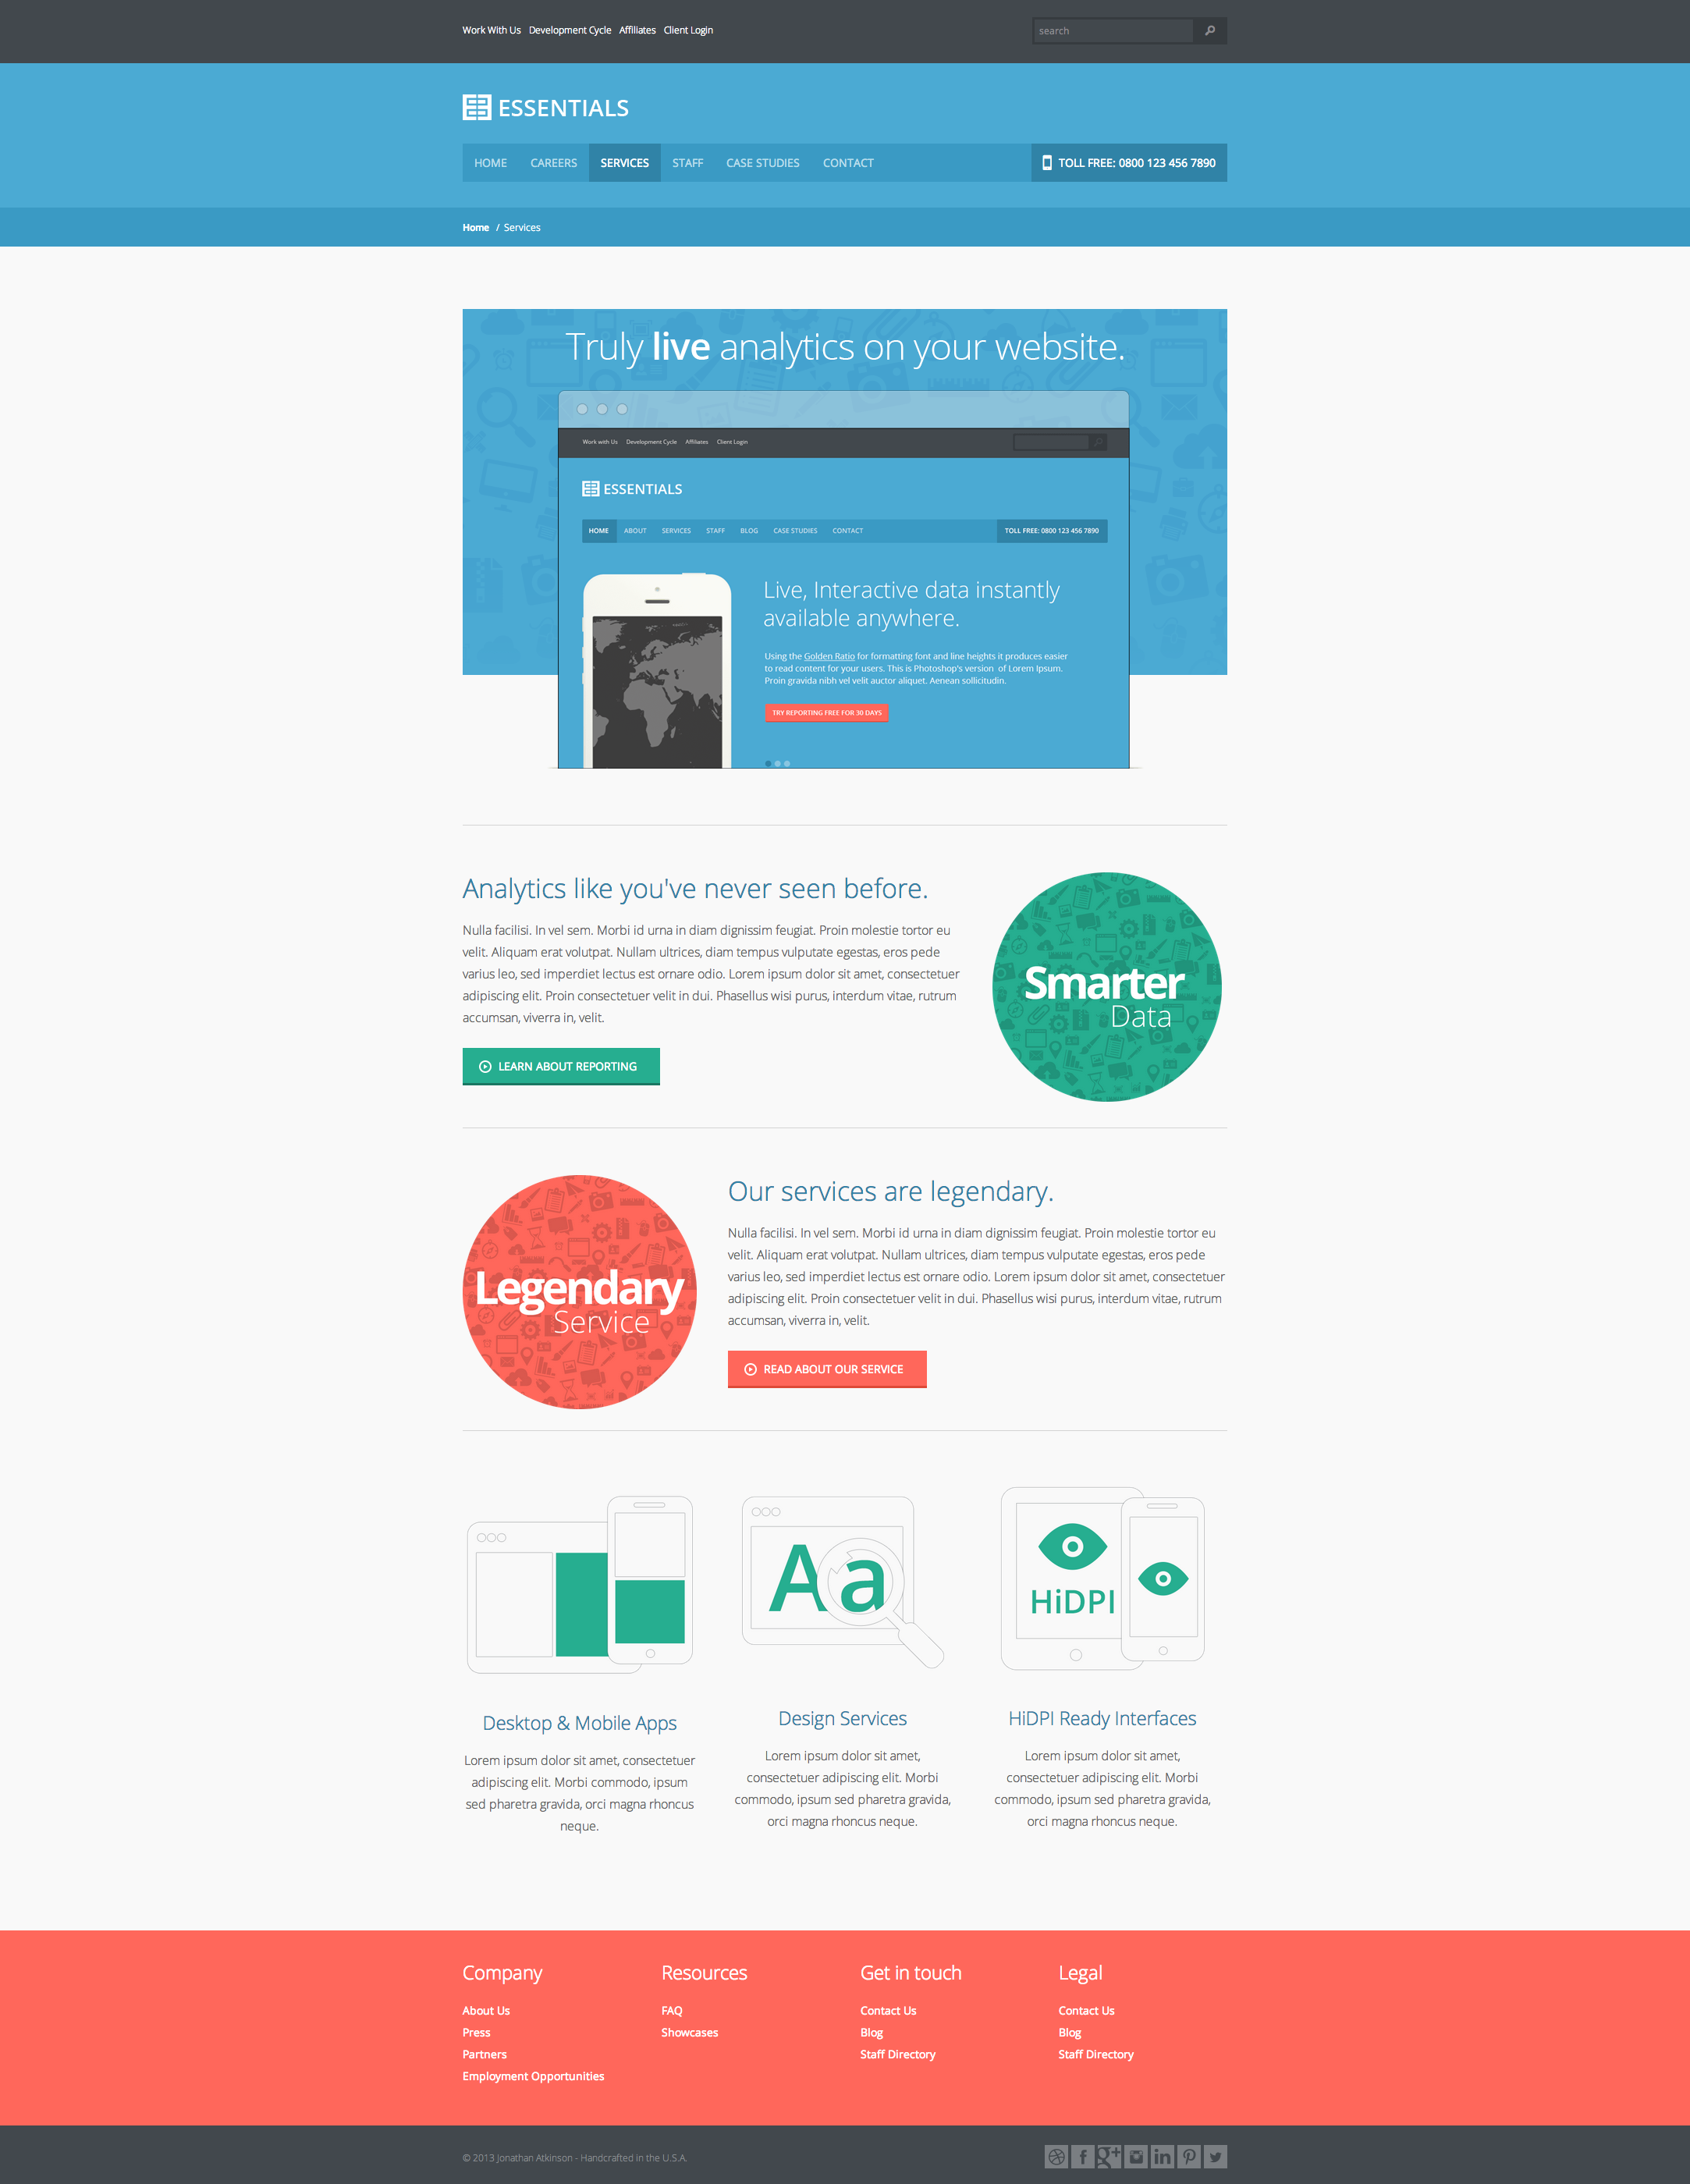 Work With Us Development Cycle Affiliates Client Login
search
ESSENTIALS
HOME CAREERS SERVICES STAFF CASE STUDIES CONTACT
TOLL FREE: 0800 123 456 7890
Home / Services
Truly live analytics on your website.
Work with Us Development Cycle Affiliates Client Login
ESSENTIALS
HOME ABOUT SERVICES STAFF BLOG CASE STUDIES CONTACT
TOLL FREE: 0800 123 456 7890
Live, Interactive data instantly
available anywhere.
Using the Golden Ratio for formatting font and line heights it produces easier
to read content for your users. This is Photoshop's version of Lorem Ipsum.
Proin gravida nibh vel velit auctor aliquet. Aenean sollicitudin.
TRY REPORTING FREE FOR 30 DAYS
Analytics like you've never seen before.
Nulla facilisi. In vel sem. Morbi id urna in diam dignissim feugiat. Proin molestie tortor eu
velit. Aliquam erat volutpat. Nullam ultrices, diam tempus vulputate egestas, eros pede
varius leo, sed imperdiet lectus est ornare odio. Lorem ipsum dolor sit amet, consectetuer
adipiscing elit. Proin consectetuer velit in dui. Phasellus wisi purus, interdum vitae, rutrum
accumsan, viverra in, velit.
LEARN ABOUT REPORTING
Smarter
Data
Legendary
Service
Our services are legendary.
Nulla facilisi. In vel sem. Morbi id urna in diam dignissim feugiat. Proin molestie tortor eu
velit. Aliquam erat volutpat. Nullam ultrices, diam tempus vulputate egestas, eros pede
varius leo, sed imperdiet lectus est ornare odio. Lorem ipsum dolor sit amet, consectetuer
adipiscing elit. Proin consectetuer velit in dui. Phasellus wisi purus, interdum vitae, rutrum
accumsan, viverra in, velit.
READ ABOUT OUR SERVICE
Desktop & Mobile Apps
Lorem ipsum dolor sit amet, consectetuer
adipiscing elit. Morbi commodo, ipsum
sed pharetra gravida, orci magna rhoncus
neque.
Aa
Design Services
Lorem ipsum dolor sit amet,
consectetuer adipiscing elit. Morbi
commodo, ipsum sed pharetra gravida,
orci magna rhoncus neque.
HiDPI
HiDPI Ready Interfaces
Lorem ipsum dolor sit amet,
consectetuer adipiscing elit. Morbi
commodo, ipsum sed pharetra gravida,
orci magna rhoncus neque.
Company
About Us
Press
Partners
Employment Opportunities
Resources
FAQ
Showcases
Get in touch
Contact Us
Blog
Staff Directory
Legal
Contact Us
Blog
Staff Directory
© 2013 Jonathan Atkinson - Handcrafted in the U.S.A.